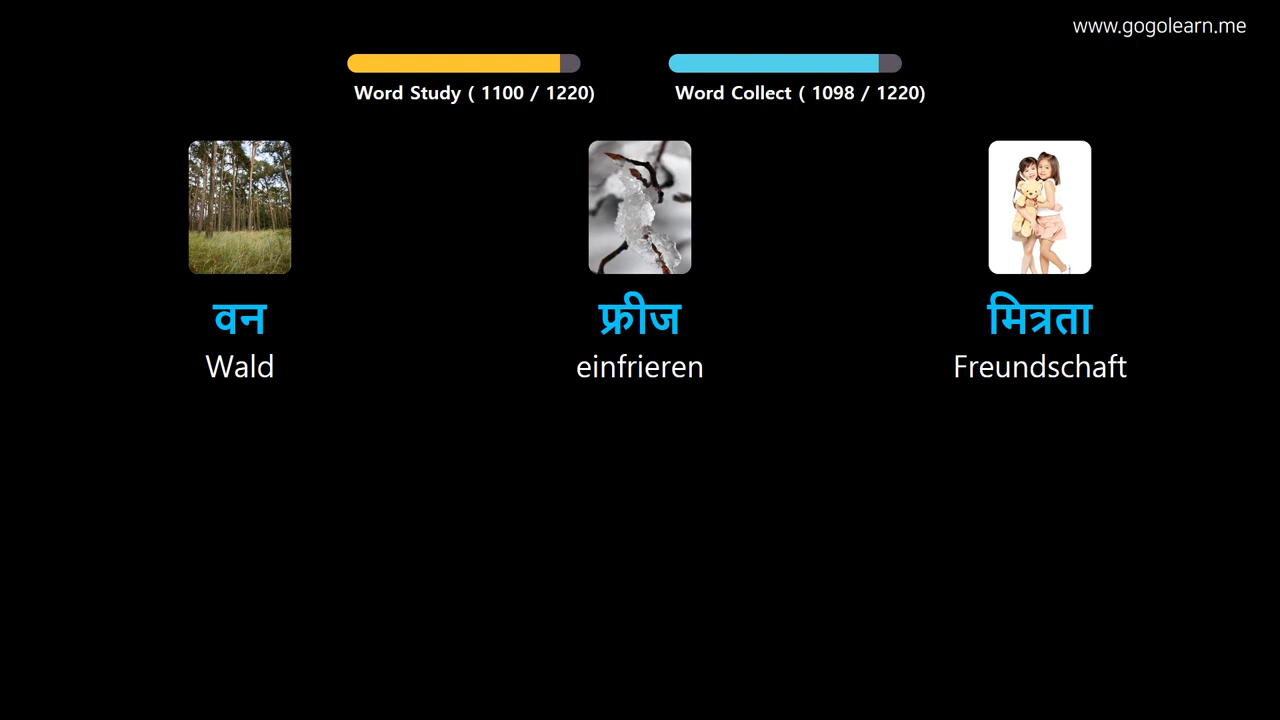 www.gogolearn.me
Word Study ( 1100 / 1220)
Word Collect ( 1098 / 1220)
वन
फ्रीज
मित्रता
Wald
einfrieren
Freundschaft